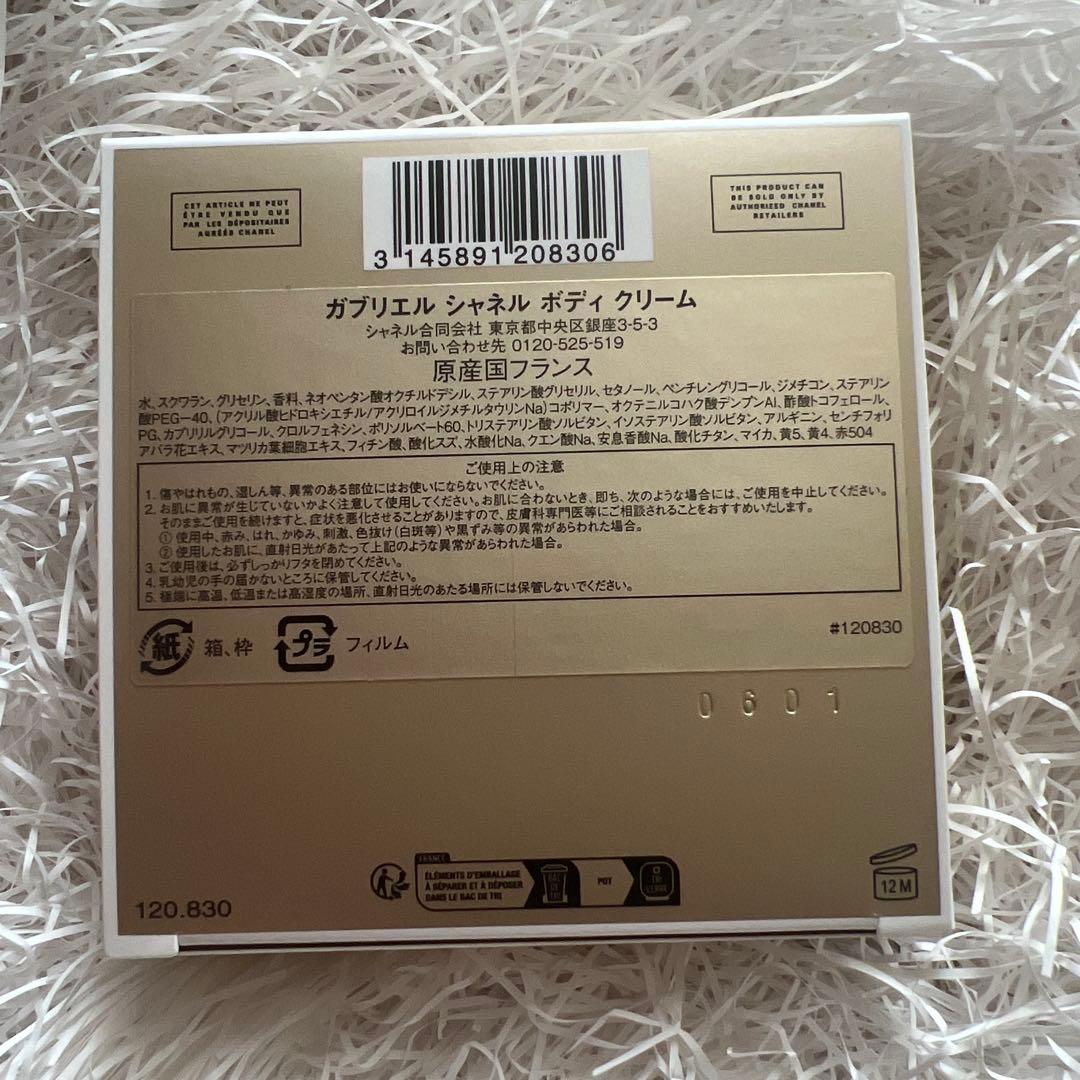 CET ARTICLE NE PEUT
ÊTRE VENDU QUE
PAR LES DÉPOSITAIRES
AGRÉÉS CHANEL
3 145891 208306
THIS PRODUCT CAN
BE SOLD ONLY BY
AUTHORIZED CHANEL
RETAILERS
ガブリエル シャネル ボディ クリーム
シャネル合同会社 東京都中央区銀座3-5-3
お問い合わせ先 0120-525-519
原産国フランス
水、スクワラン、グリセリン、香料、ネオペンタン酸オクチルドデシル、ステアリン酸グリセリル、セタノール、ペンチレングリコール、ジメチコン、ステアリン
酸PEG−40、(アクリル酸ヒドロキシエチル/アクリロイルジメチルタウリンNa)コポリマー、オクテニルコハク酸デンプンAl、酢酸トコフェロール、
PG、カプリリルグリコール、クロルフェネシン、ポリソルベート60、トリステアリン酸ソルビタン、イソステアリン酸ソルビタン、アルギニン、センチフォリ
アバラ花エキス、マツリカ葉細胞エキス、フィチン酸、酸化スズ、水酸化Na、クエン酸Na、安息香酸Na、酸化チタン、マイカ、黄5、黄4、赤504
ご使用上の注意
1. 傷やはれもの、湿しん等、異常のある部位にはお使いにならないでください。
2. お肌に異常が生じていないかよく注意して使用してください。お肌に合わないとき、即ち、次のような場合には、ご使用を中止してください。
そのままご使用を続けますと、症状を悪化させることがありますので、皮膚科専門医等にご相談されることをおすすめいたします。
① 使用中、赤み、はれ、かゆみ、刺激、色抜け(白斑等)や黒ずみ等の異常があらわれた場合。
② 使用したお肌に、直射日光があたって上記のような異常があらわれた場合。
3. ご使用後は、必ずしっかりフタを閉めてください。
4. 乳幼児の手の届かないところに保管してください。
5. 極端に高温、低温または高湿度の場所、直射日光のあたる場所には保管しないでください。
紙 箱、枠 プラ フィルム
#120830
0601
FRANCE
ÉLÉMENTS D'EMBALLAGE
À SÉPARER ET À DÉPOSER
DANS LE BAC DE TRI
BAC
DE TRI
POT
12 M
120.830